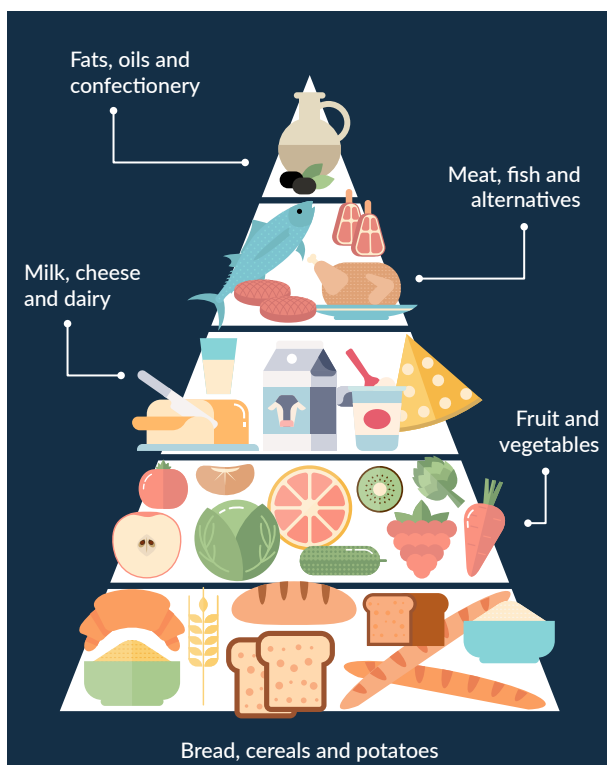 Fats, oils and
confectionery
Meat, fish and
alternatives
Milk, cheese
and dairy
Fruit and
vegetables
Bread, cereals and potatoes